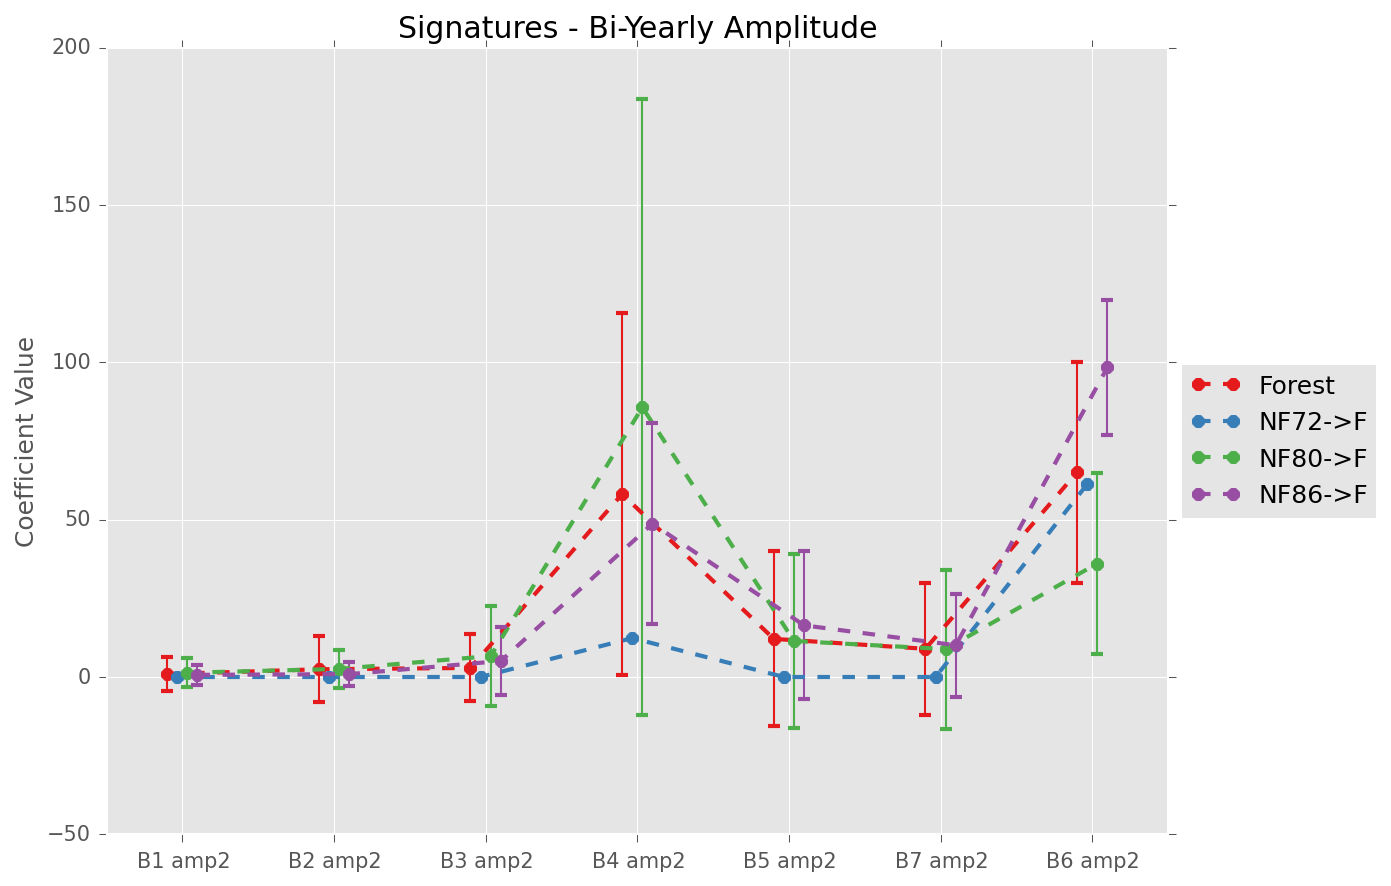 Signatures - Bi-Yearly Amplitude
200
150
100
50
0
−50
Coefficient Value
B1 amp2
B2 amp2
B3 amp2
B4 amp2
B5 amp2
B7 amp2
B6 amp2
Forest
NF72->F
NF80->F
NF86->F